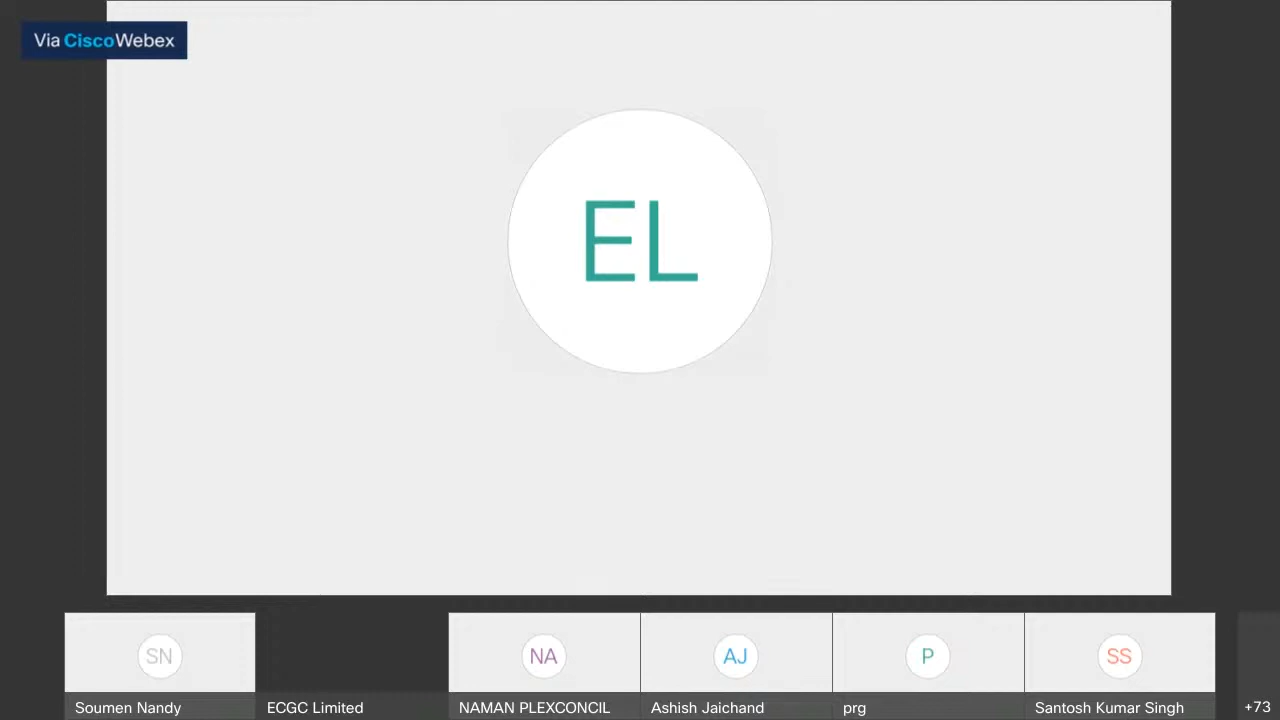 Via CiscoWebex
EL
SN
NA
AJ
P
SS
Soumen Nandy
ECGC Limited
NAMAN PLEXCONCIL
Ashish Jaichand
prg
Santosh Kumar Singh
+73